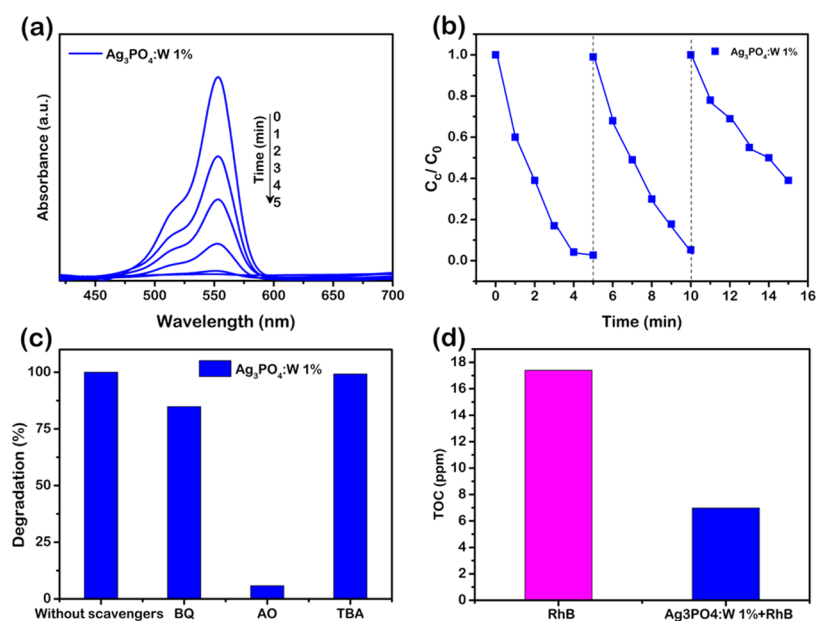 (a)
Ag₃PO₄:W 1%
0
1
2
3
4
5
Time (min)
Absorbance (a.u.)
450 500 550 600 650 700
Wavelength (nm)
(b)
Ag₃PO₄:W 1%
1.0
0.8
0.6
0.4
0.2
0.0
C꜀/ C₀
0 2 4 6 8 10 12 14 16
Time (min)
(c)
Ag₃PO₄:W 1%
100
75
50
25
0
Degradation (%)
Without scavengers BQ AO TBA
(d)
18
16
14
12
10
8
6
4
2
0
TOC (ppm)
RhB Ag3PO4:W 1%+RhB